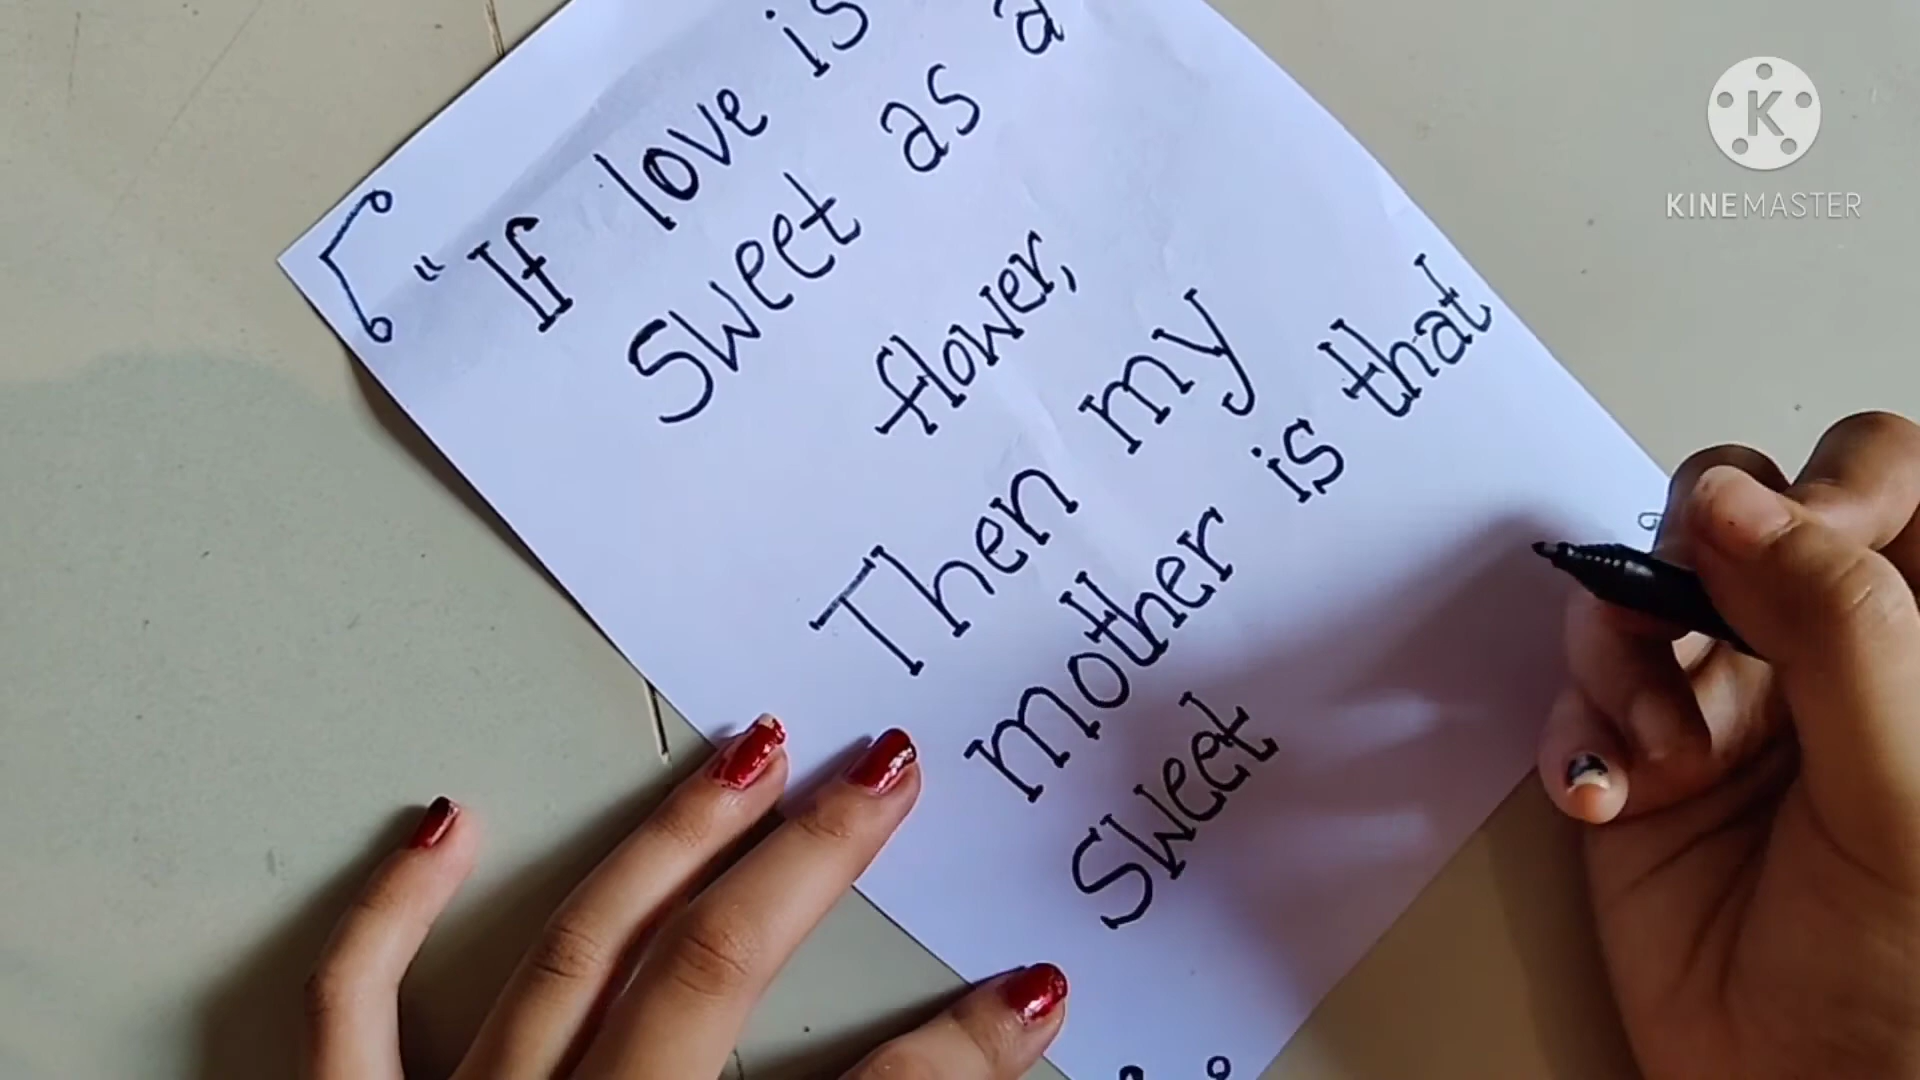 "If love is
Sweet as a
flower,
Then my
mother is that
Sweet
KINEMASTER